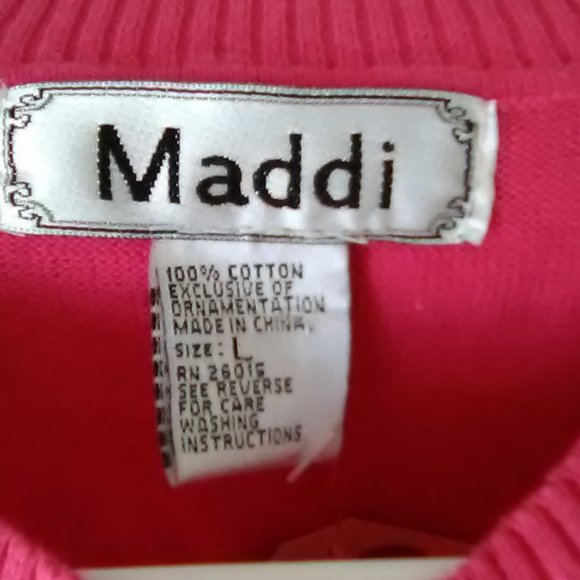 Maddi
100% COTTON
EXCLUSIVE OF
ORNAMENTATION
MADE IN CHINA.
SIZE: L
RN 26015
SEE REVERSE
FOR CARE
WASHING
INSTRUCTIONS